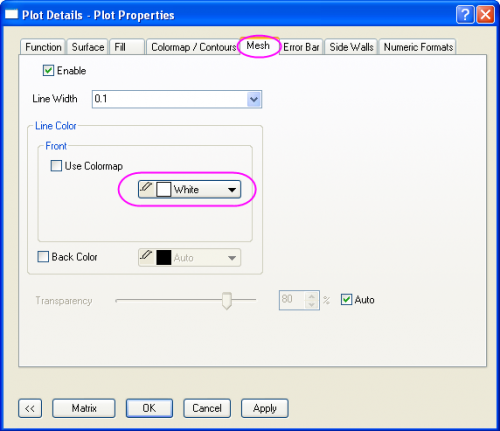 Plot Details - Plot Properties
Function Surface Fill Colormap / Contours Mesh Error Bar Side Walls Numeric Formats
Enable
Line Width 0.1
Line Color
Front
Use Colormap
White
Back Color Auto
Transparency 80 % Auto
<< Matrix OK Cancel Apply